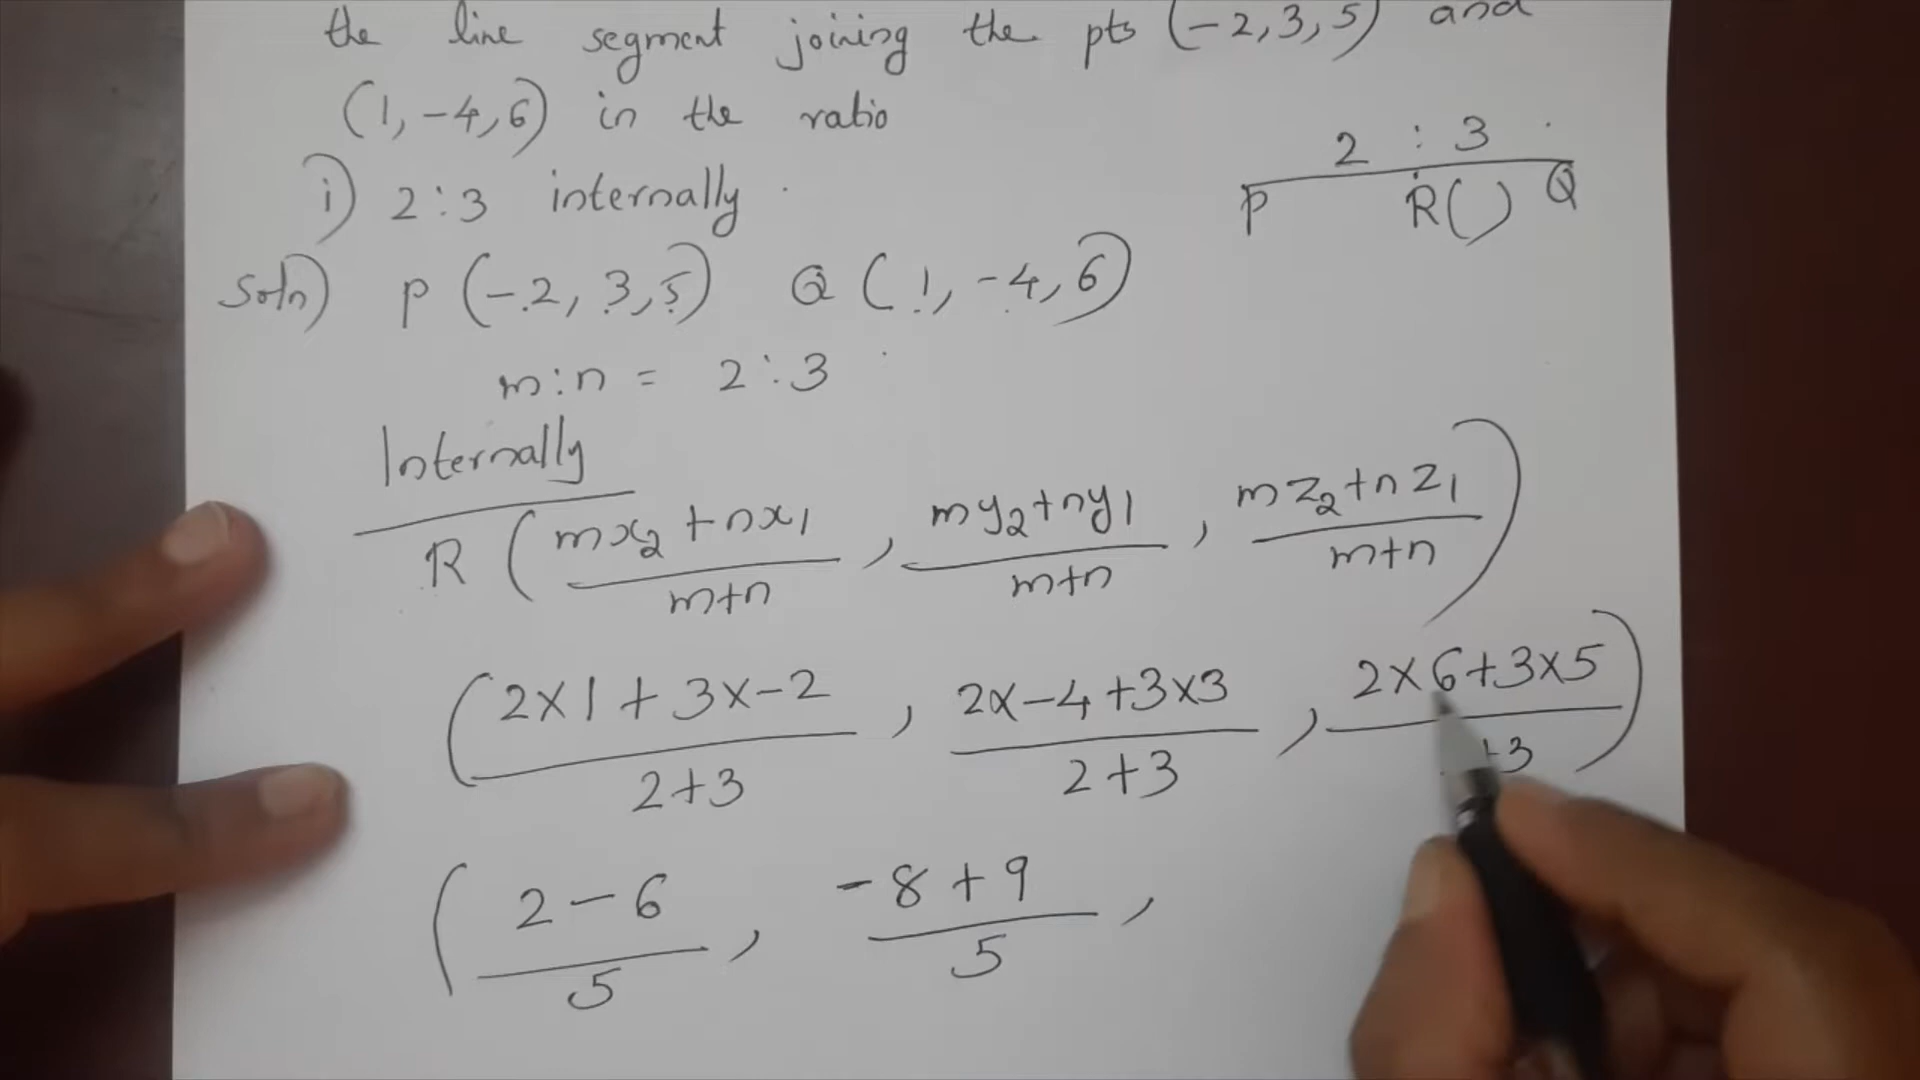 the line segment joining the pts (-2,3,5) and
(1,-4,6) in the ratio
i) 2:3 internally
2 : 3
P R( ) Q
Soln) P (-2, 3,5) Q (1, -4,6)
m:n = 2:3
Internally
R ( mx₂+nx₁/m+n , my₂+ny₁/m+n , mz₂+nz₁/m+n )
( 2×1+3×-2/2+3 , 2×-4+3×3/2+3 , 2×6+3×5/+3 )
( 2-6/5 , -8+9/5 ,